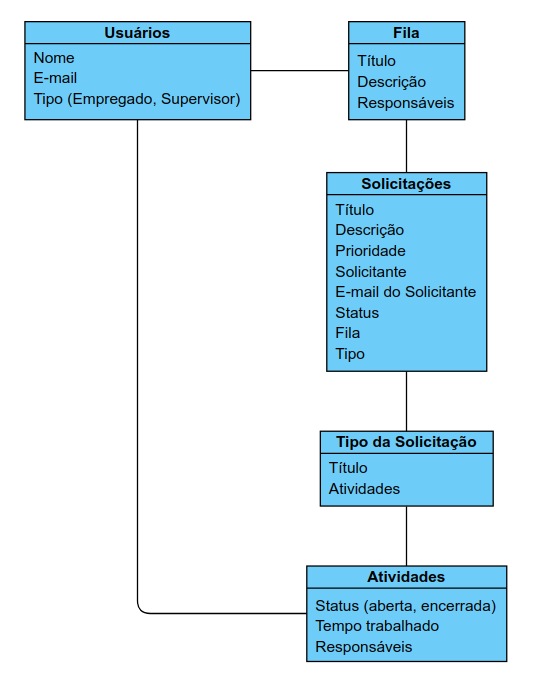 Usuários
Nome
E-mail
Tipo (Empregado, Supervisor)
Fila
Título
Descrição
Responsáveis
Solicitações
Título
Descrição
Prioridade
Solicitante
E-mail do Solicitante
Status
Fila
Tipo
Tipo da Solicitação
Título
Atividades
Atividades
Status (aberta, encerrada)
Tempo trabalhado
Responsáveis